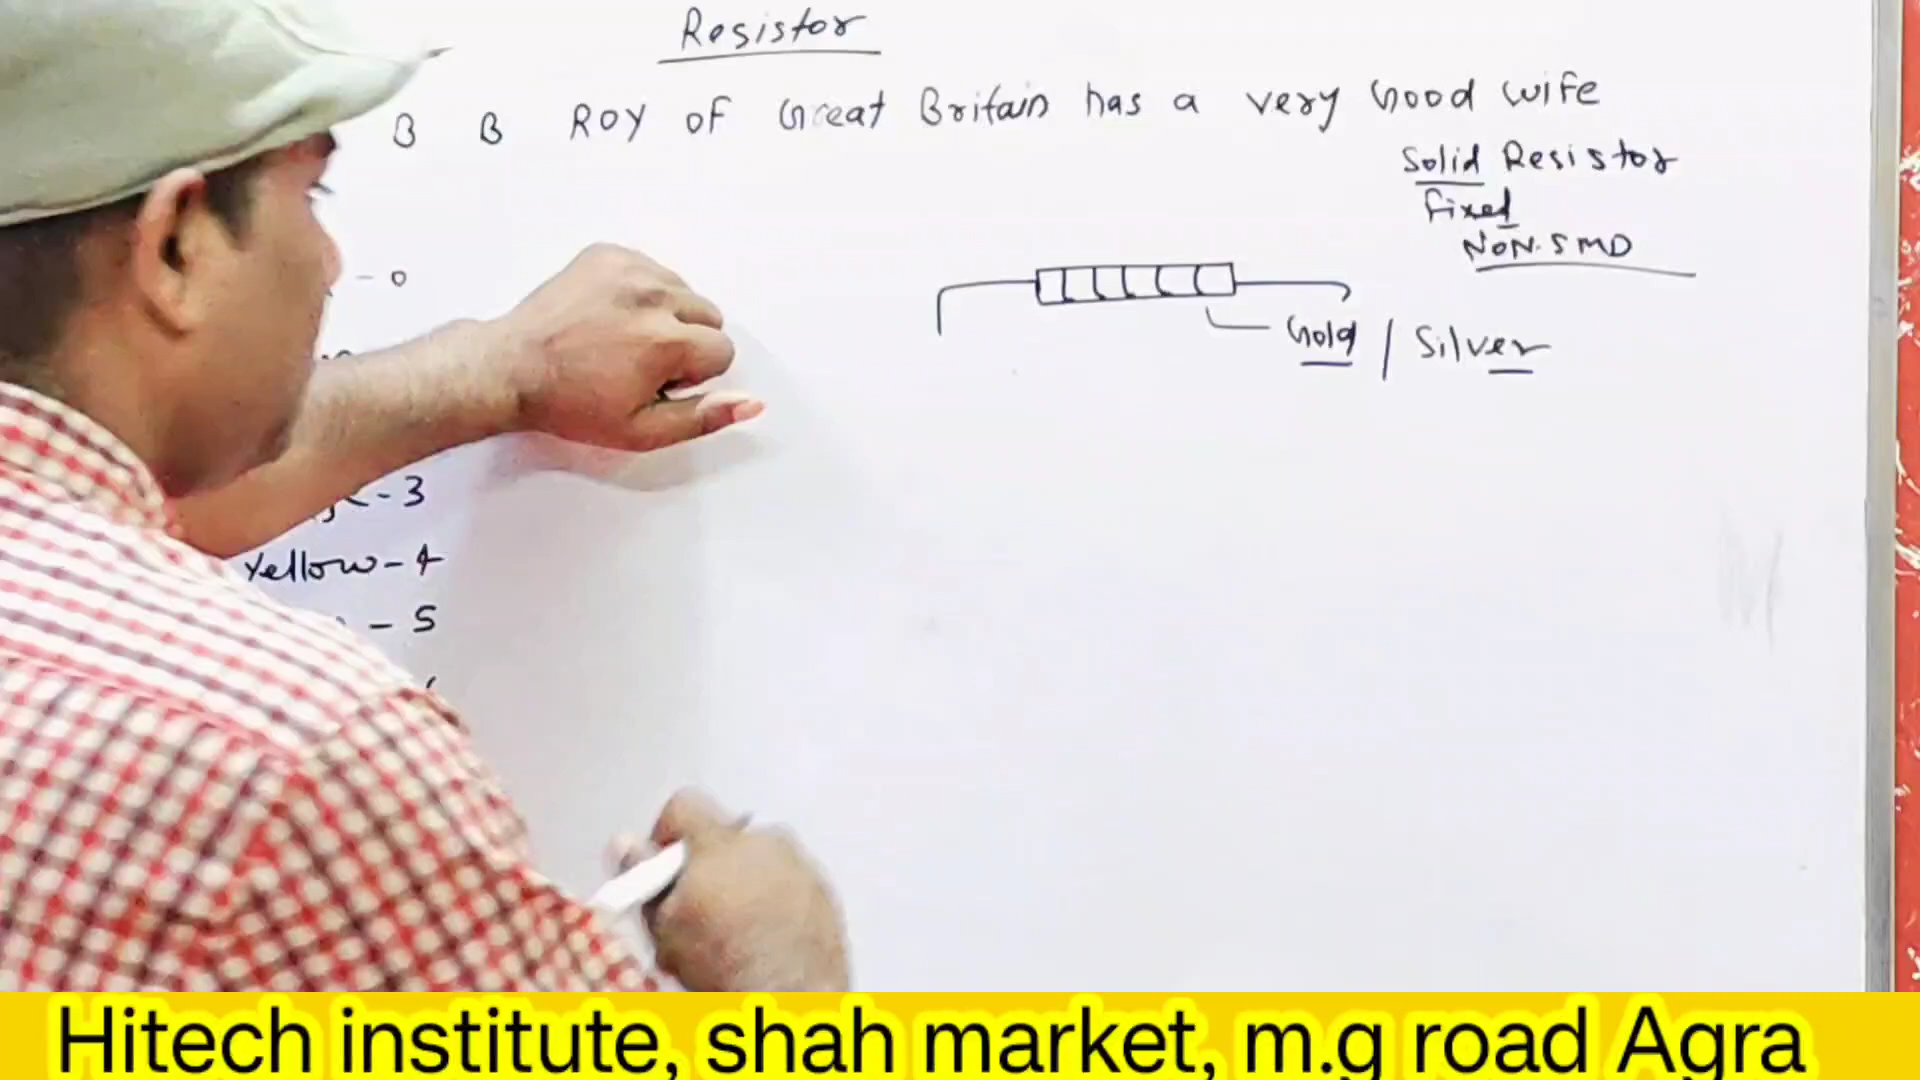 Resistor
B B ROY OF Great Britain has a very Good wife
Solid Resistor
Fixed
NON-SMD
- 0
Gold / Silver
- 3
Yellow - 4
- 5
Hitech institute, shah market, m.g road Agra